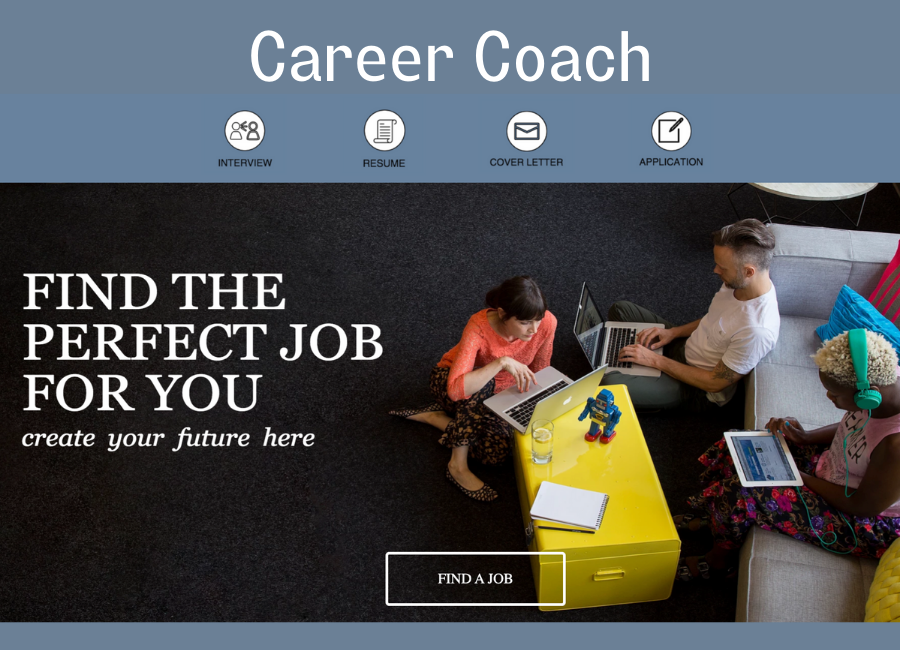 Career Coach
INTERVIEW
RESUME
COVER LETTER
APPLICATION
FIND THE
PERFECT JOB
FOR YOU
create your future here
FIND A JOB